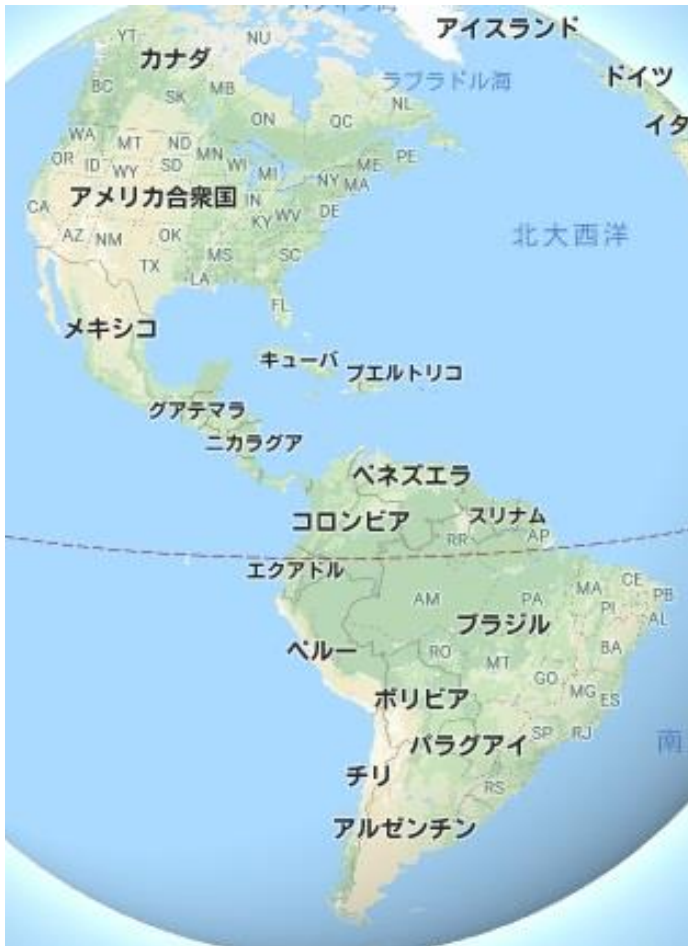 アイスランド
YT
NU
カナダ
ドイツ
BC
MB
ラブラドル海
SK
NL
ON
QC
イタ
WA
MT
ND
OR
ID
WY
SD
MN
WI
MI
ME
PE
NY
MA
アメリカ合衆国
IN
CA
KY
WV
DE
北大西洋
AZ
NM
OK
MS
SC
TX
LA
FL
メキシコ
キューバ
プエルトリコ
グアテマラ
ニカラグア
ベネズエラ
コロンビア
スリナム
RR
AP
エクアドル
AM
PA
MA
CE
PB
PI
AL
ブラジル
ペルー
RO
MT
BA
GO
MG
ES
ボリビア
SP
RJ
パラグアイ
南
チリ
RS
アルゼンチン